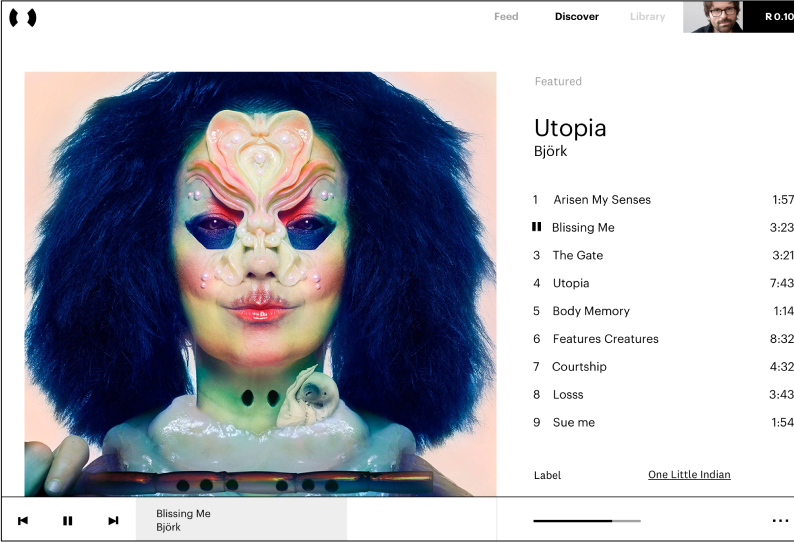 Feed
Discover
Library
R 0.10
Featured
Utopia
Björk
1 Arisen My Senses 1:57
Blissing Me 3:23
3 The Gate 3:21
4 Utopia 7:43
5 Body Memory 1:14
6 Features Creatures 8:32
7 Courtship 4:32
8 Losss 3:43
9 Sue me 1:54
Label One Little Indian
Blissing Me
Björk